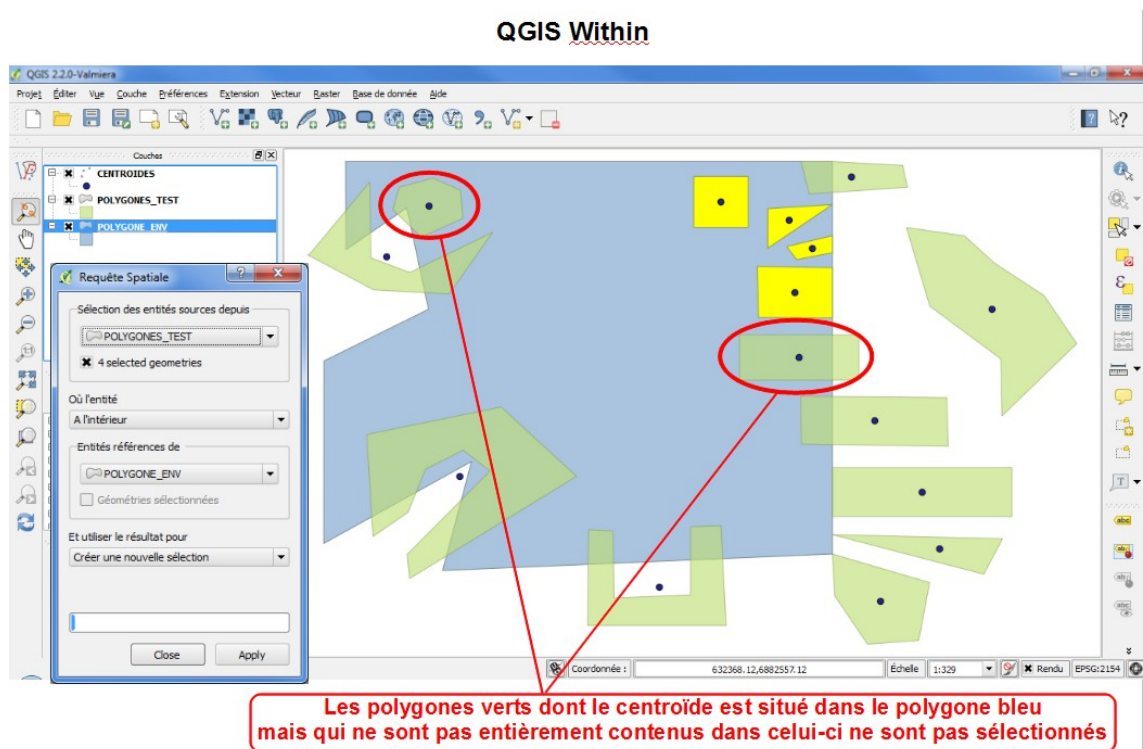 QGIS Within
QGIS 2.2.0-Valmiera
Projet Éditer Vue Couche Préférences Extension Vecteur Raster Base de donnée Aide
Couches
CENTROIDES
POLYGONES_TEST
POLYGONE_ENV
Requête Spatiale
Sélection des entités sources depuis
POLYGONES_TEST
4 selected geometries
Où l'entité
A l'intérieur
Entités références de
POLYGONE_ENV
Géométries sélectionnées
Et utiliser le résultat pour
Créer une nouvelle sélection
Close Apply
Coordonnée : 632368.12,6882557.12 Échelle 1:329 Rendu EPSG:2154
Les polygones verts dont le centroïde est situé dans le polygone bleu
mais qui ne sont pas entièrement contenus dans celui-ci ne sont pas sélectionnés